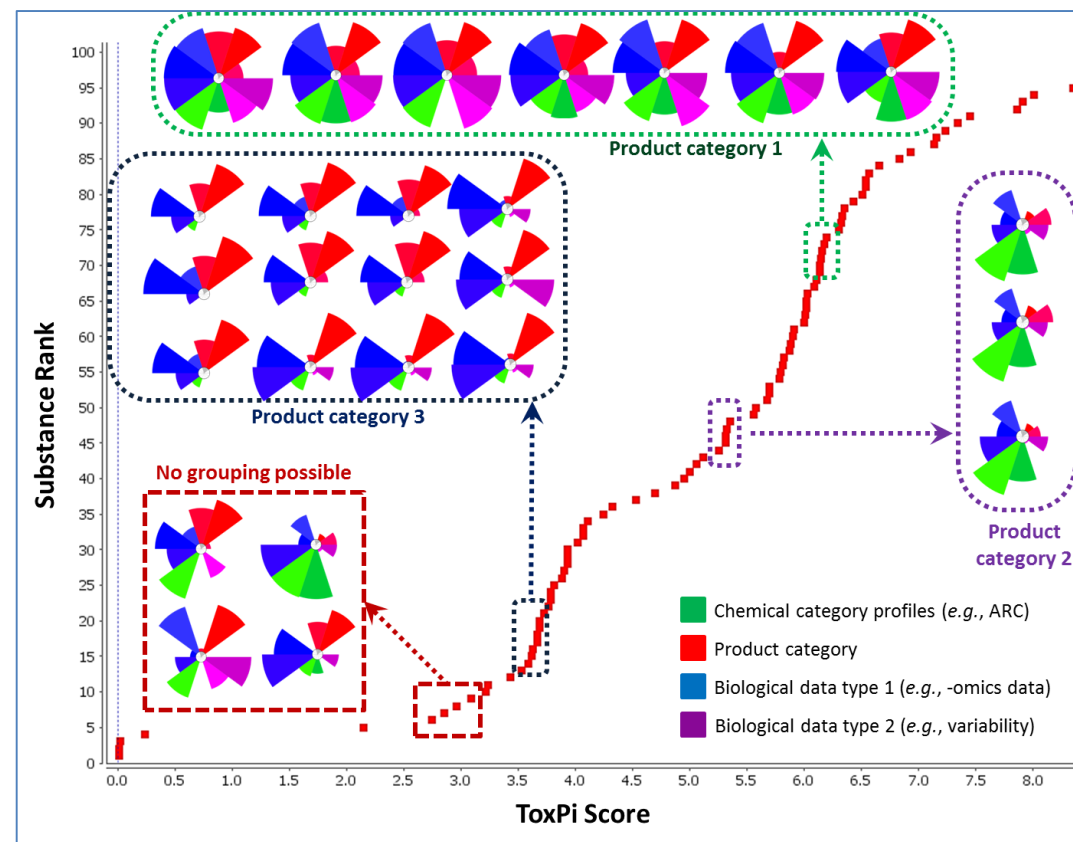 100
95
90
85
80
75
70
65
60
55
50
45
40
35
30
25
20
15
10
5
0
Substance Rank
Product category 1
Product category 3
Product
category 2
No grouping possible
Chemical category profiles (e.g., ARC)
Product category
Biological data type 1 (e.g., -omics data)
Biological data type 2 (e.g., variability)
0.0 0.5 1.0 1.5 2.0 2.5 3.0 3.5 4.0 4.5 5.0 5.5 6.0 6.5 7.0 7.5 8.0
ToxPi Score